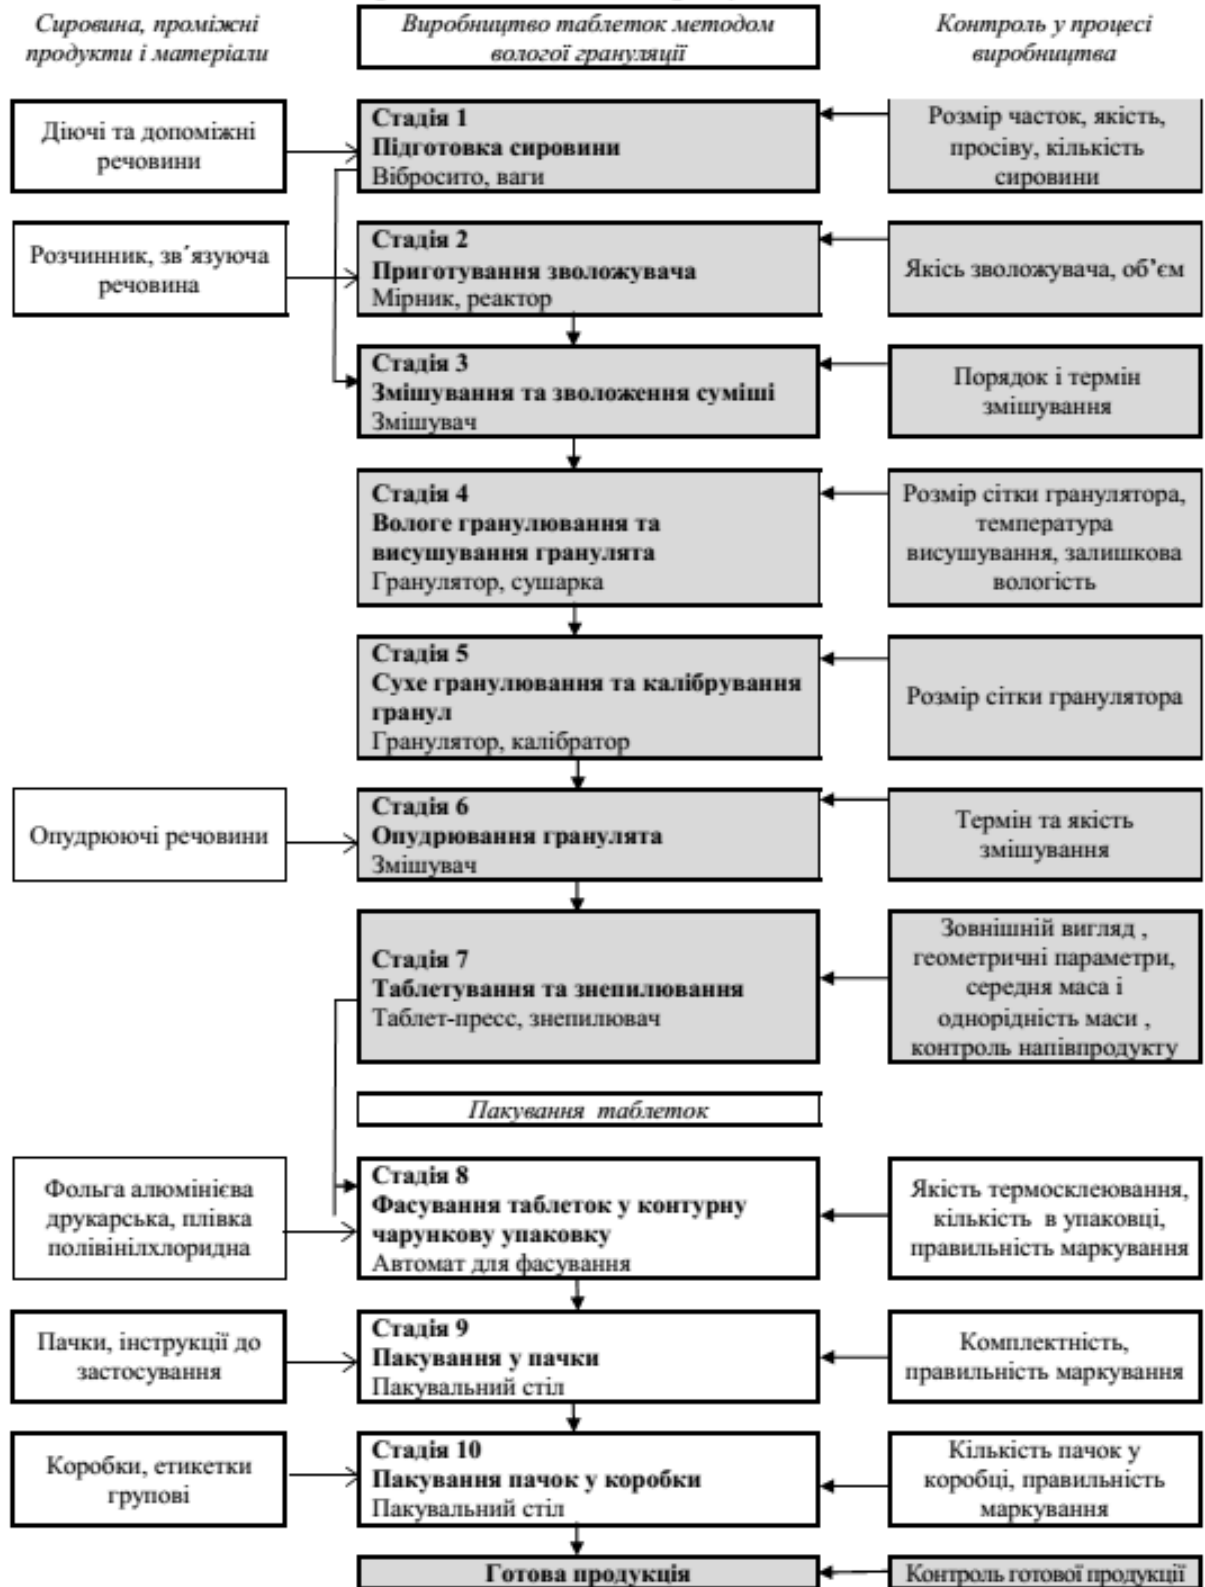 Сировина, проміжні
продукти і матеріали
Виробництво таблеток методом
вологої грануляції
Контроль у процесі
виробництва
Діючі та допоміжні
речовини
Стадія 1
Підготовка сировини
Вібросито, ваги
Розмір часток, якість,
просіву, кількість
сировини
Розчинник, зв´язуюча
речовина
Стадія 2
Приготування зволожувача
Мірник, реактор
Якісь зволожувача, об’єм
Стадія 3
Змішування та зволоження суміші
Змішувач
Порядок і термін
змішування
Стадія 4
Вологе гранулювання та
висушування гранулята
Гранулятор, сушарка
Розмір сітки гранулятора,
температура
висушування, залишкова
вологість
Стадія 5
Сухе гранулювання та калібрування
гранул
Гранулятор, калібратор
Розмір сітки гранулятора
Опудрюючі речовини
Стадія 6
Опудрювання гранулята
Змішувач
Термін та якість
змішування
Стадія 7
Таблетування та знепилювання
Таблет-пресс, знепилювач
Зовнішній вигляд ,
геометричні параметри,
середня маса і
однорідність маси ,
контроль напівпродукту
Пакування таблеток
Фольга алюмінієва
друкарська, плівка
полівінілхлоридна
Стадія 8
Фасування таблеток у контурну
чарункову упаковку
Автомат для фасування
Якість термосклеювання,
кількість в упаковці,
правильність маркування
Пачки, інструкції до
застосування
Стадія 9
Пакування у пачки
Пакувальний стіл
Комплектність,
правильність маркування
Коробки, етикетки
групові
Стадія 10
Пакування пачок у коробки
Пакувальний стіл
Кількість пачок у
коробці, правильність
маркування
Готова продукція
Контроль готової продукції